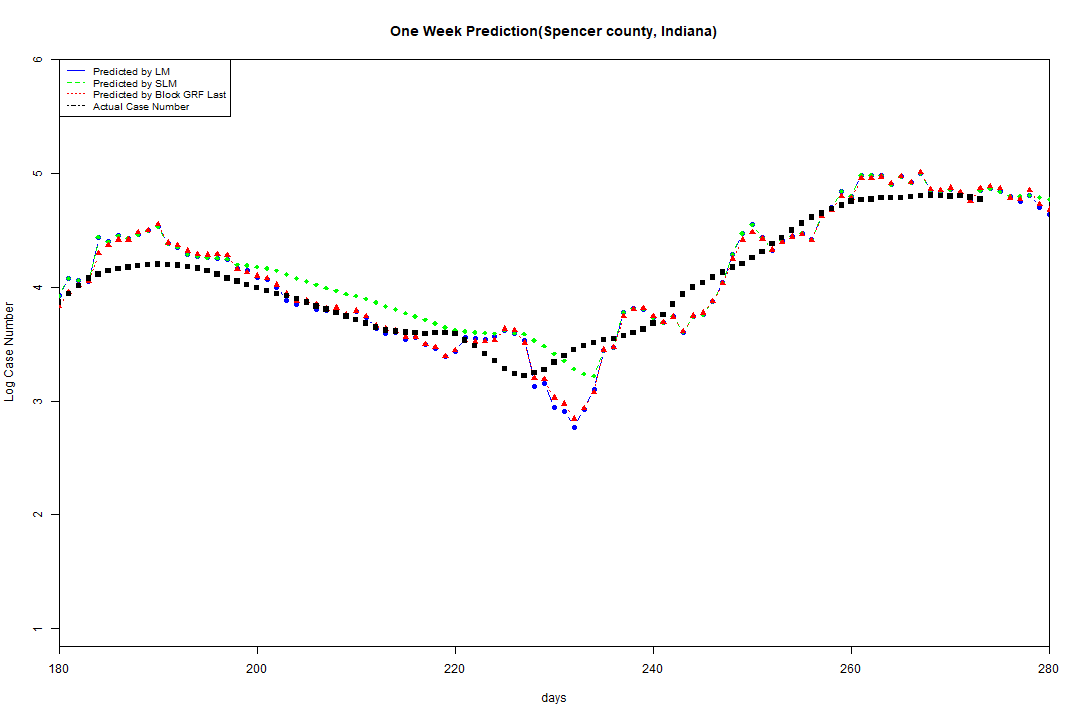 One Week Prediction(Spencer county, Indiana)
Predicted by LM
Predicted by SLM
Predicted by Block GRF Last
Actual Case Number
6
5
4
3
2
1
Log Case Number
180 200 220 240 260 280
days